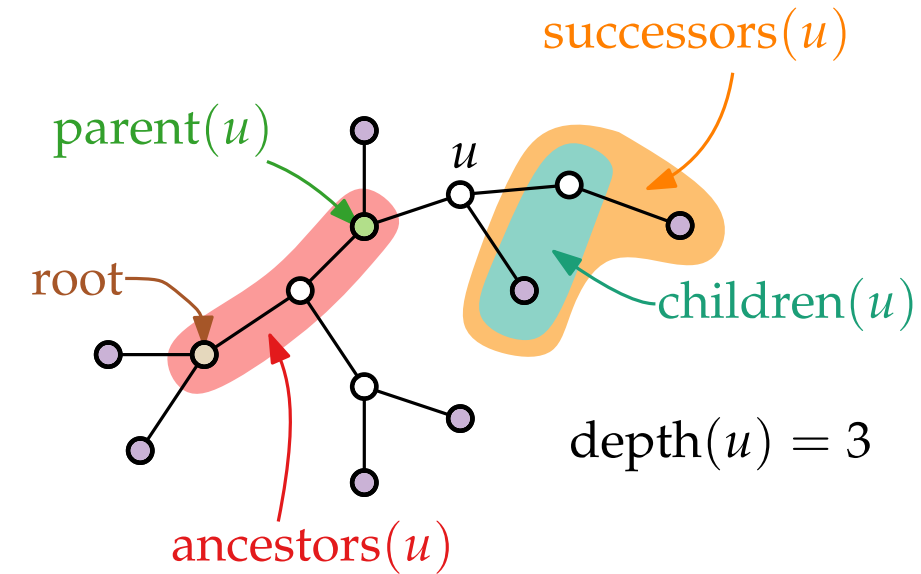 successors(u)
parent(u)
u
root
children(u)
depth(u) = 3
ancestors(u)